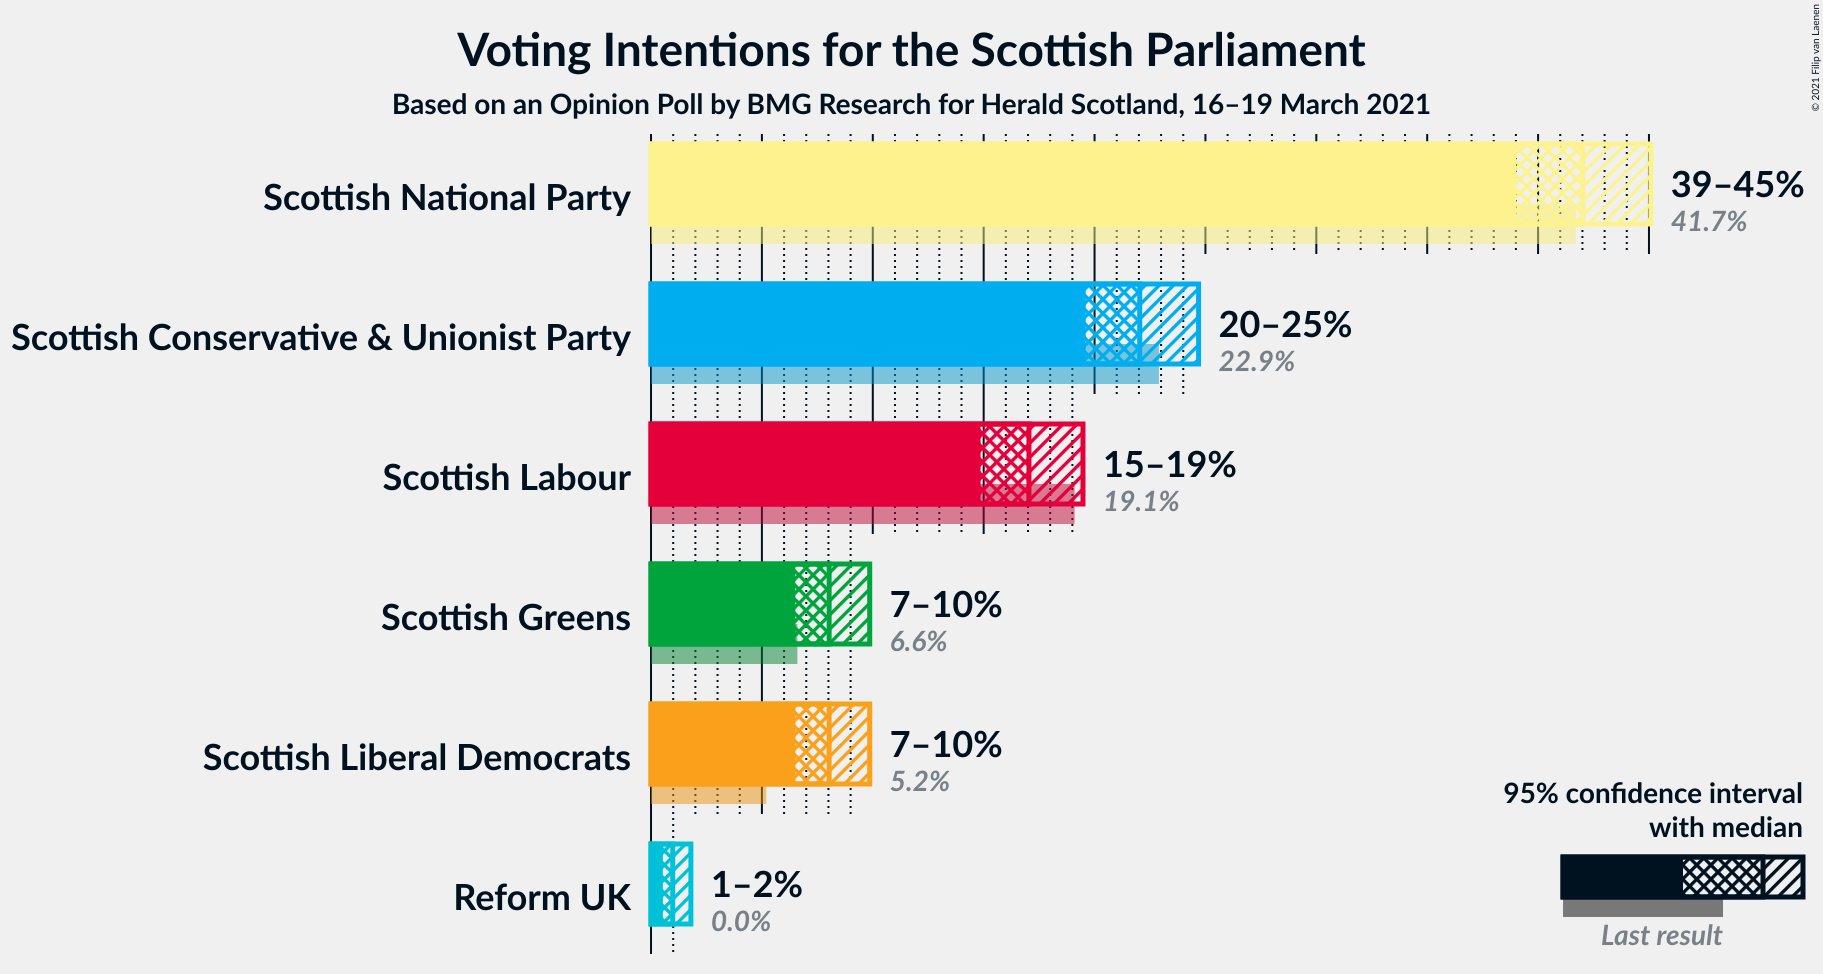 Voting Intentions for the Scottish Parliament
Based on an Opinion Poll by BMG Research for Herald Scotland, 16–19 March 2021
© 2021 Filip van Laenen
Scottish National Party
39–45%
41.7%
Scottish Conservative & Unionist Party
20–25%
22.9%
Scottish Labour
15–19%
19.1%
Scottish Greens
7–10%
6.6%
Scottish Liberal Democrats
7–10%
5.2%
Reform UK
1–2%
0.0%
95% confidence interval
with median
Last result